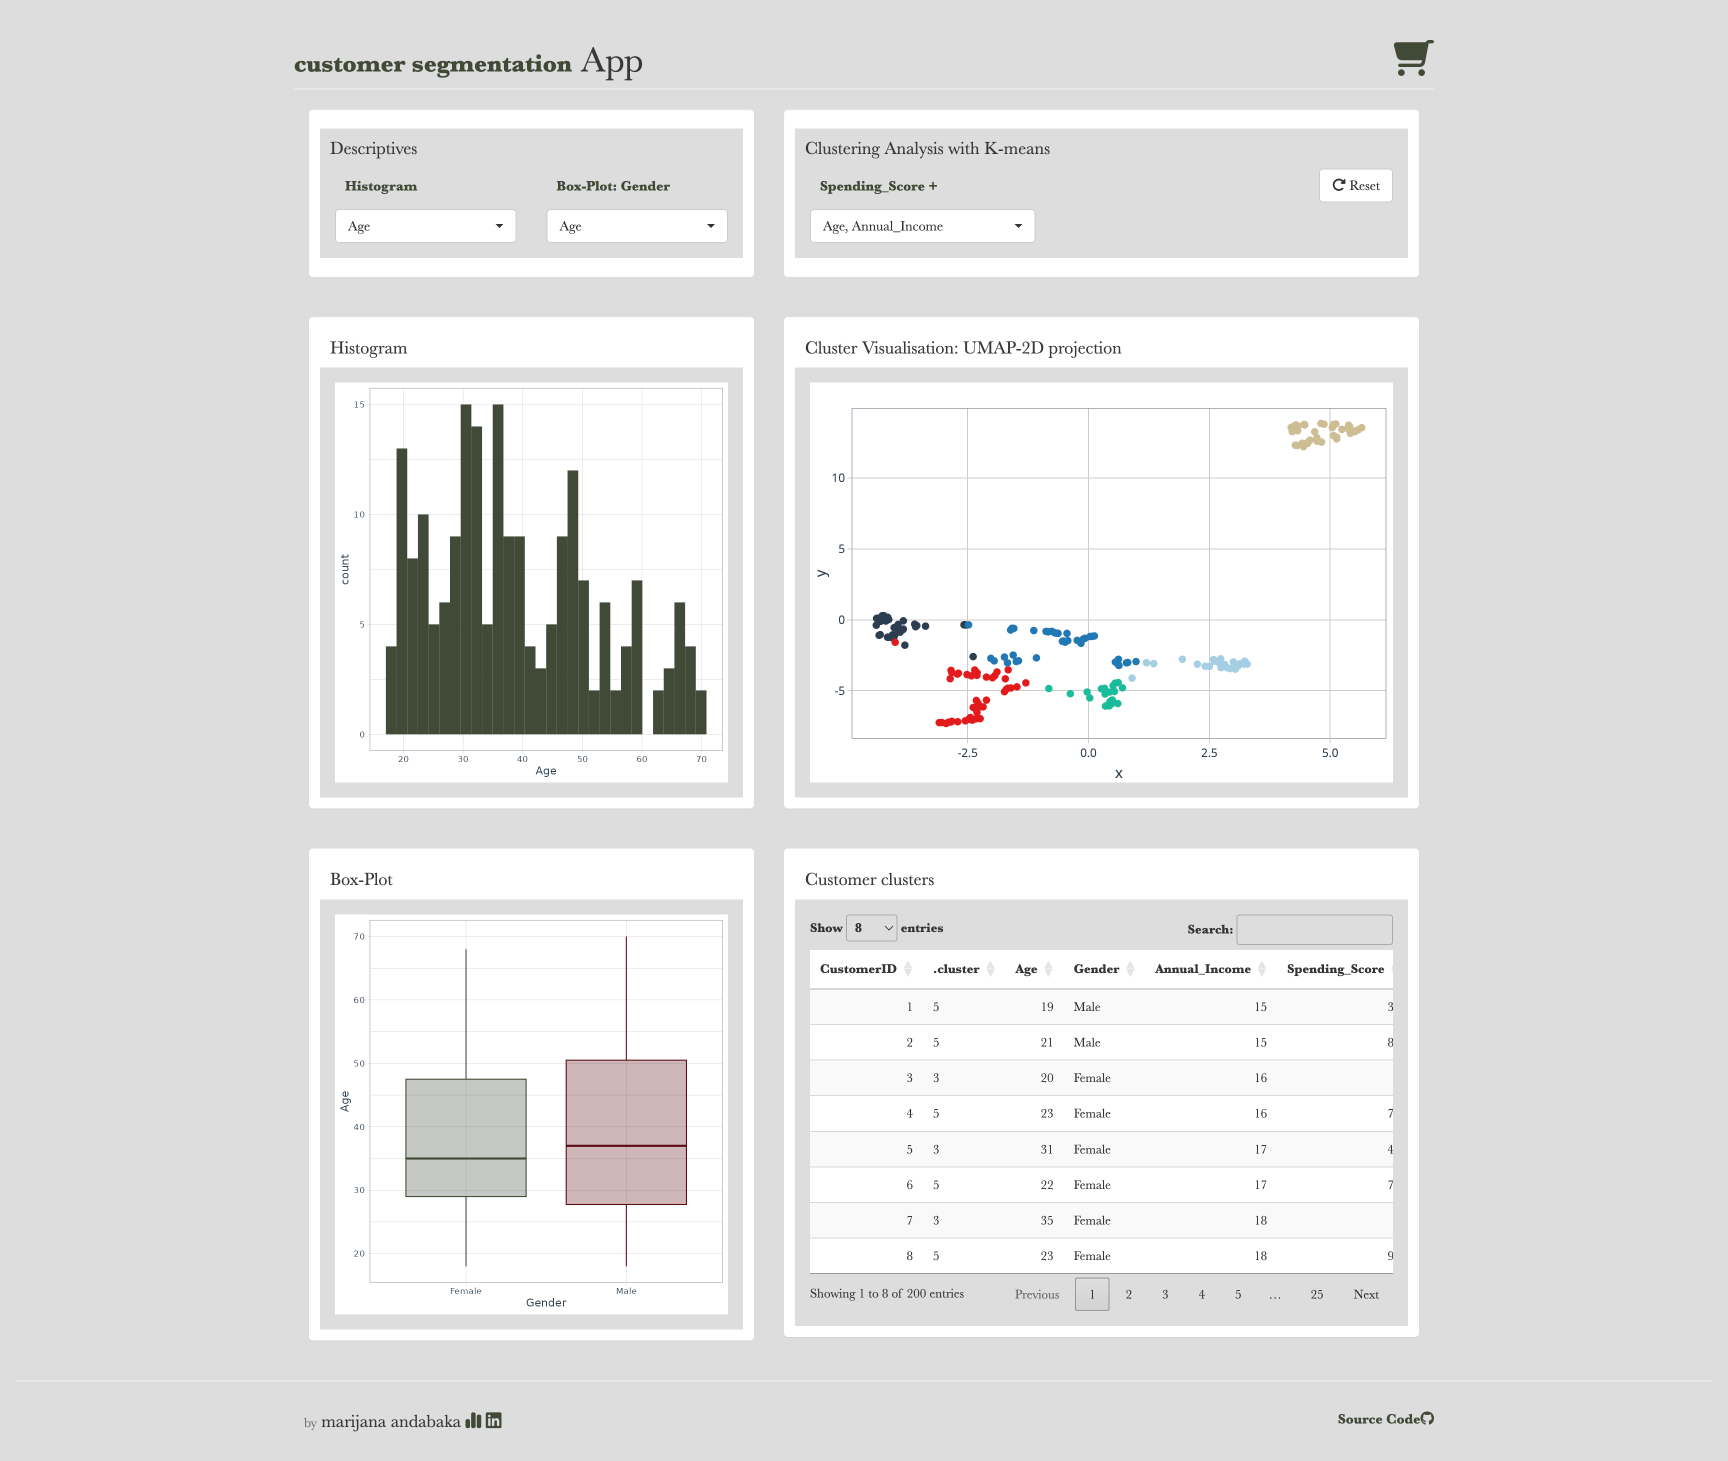 customer segmentation App
Descriptives
Histogram
Box-Plot: Gender
Age
Age
Clustering Analysis with K-means
Spending_Score +
Reset
Age, Annual_Income
Histogram
15
10
5
0
count
20 30 40 50 60 70
Age
Cluster Visualisation: UMAP-2D projection
10
5
0
-5
y
-2.5 0.0 2.5 5.0
x
Box-Plot
70
60
50
40
30
20
Age
Female Male
Gender
Customer clusters
Show 8 entries
Search:
CustomerID .cluster Age Gender Annual_Income Spending_Score
1 5 19 Male 15 3
2 5 21 Male 15 8
3 3 20 Female 16
4 5 23 Female 16 7
5 3 31 Female 17 4
6 5 22 Female 17 7
7 3 35 Female 18
8 5 23 Female 18 9
Showing 1 to 8 of 200 entries
Previous 1 2 3 4 5 … 25 Next
by marijana andabaka
Source Code